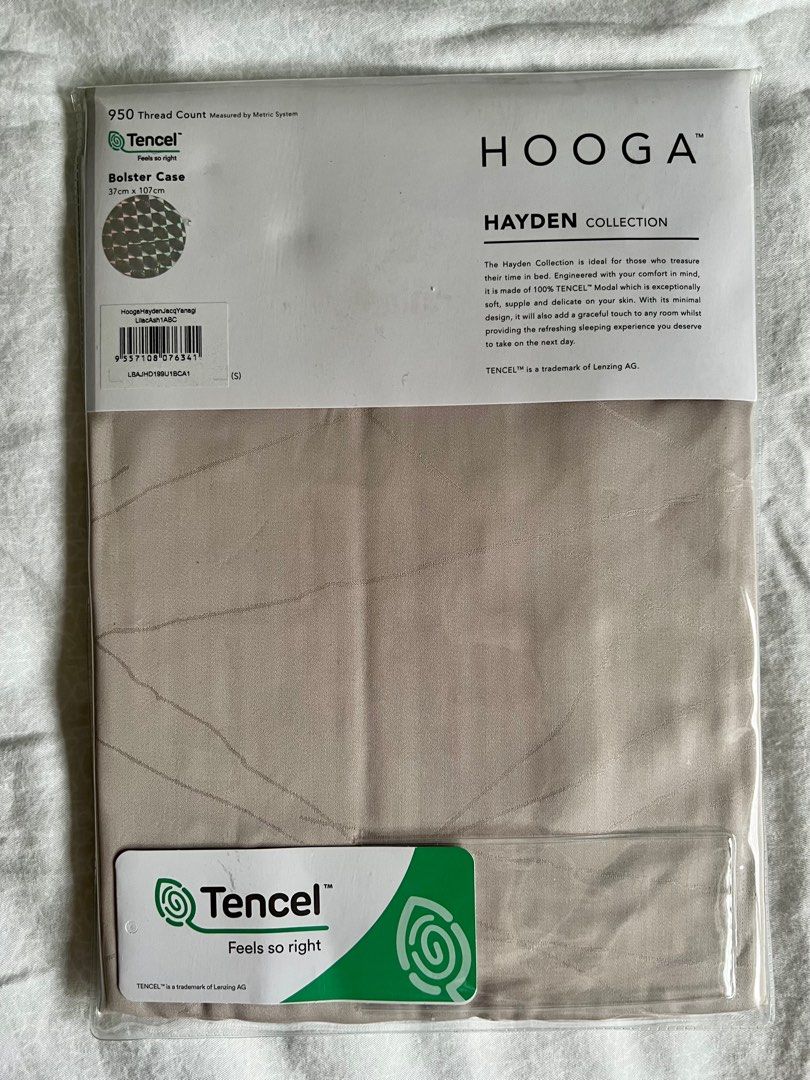 950 Thread Count Measured by Metric System
Tencel™
Feels so right
Bolster Case
37cm x 107cm
HoogaHaydenJacqYanagi
LilacAsh1ABC
9 557108 076341
LBAJHD199U1BCA1
(S)
HOOGA™
HAYDEN COLLECTION
The Hayden Collection is ideal for those who treasure
their time in bed. Engineered with your comfort in mind,
it is made of 100% TENCEL™ Modal which is exceptionally
soft, supple and delicate on your skin. With its minimal
design, it will also add a graceful touch to any room whilst
providing the refreshing sleeping experience you deserve
to take on the next day.
TENCEL™ is a trademark of Lenzing AG.
Tencel™
Feels so right
TENCEL™ is a trademark of Lenzing AG